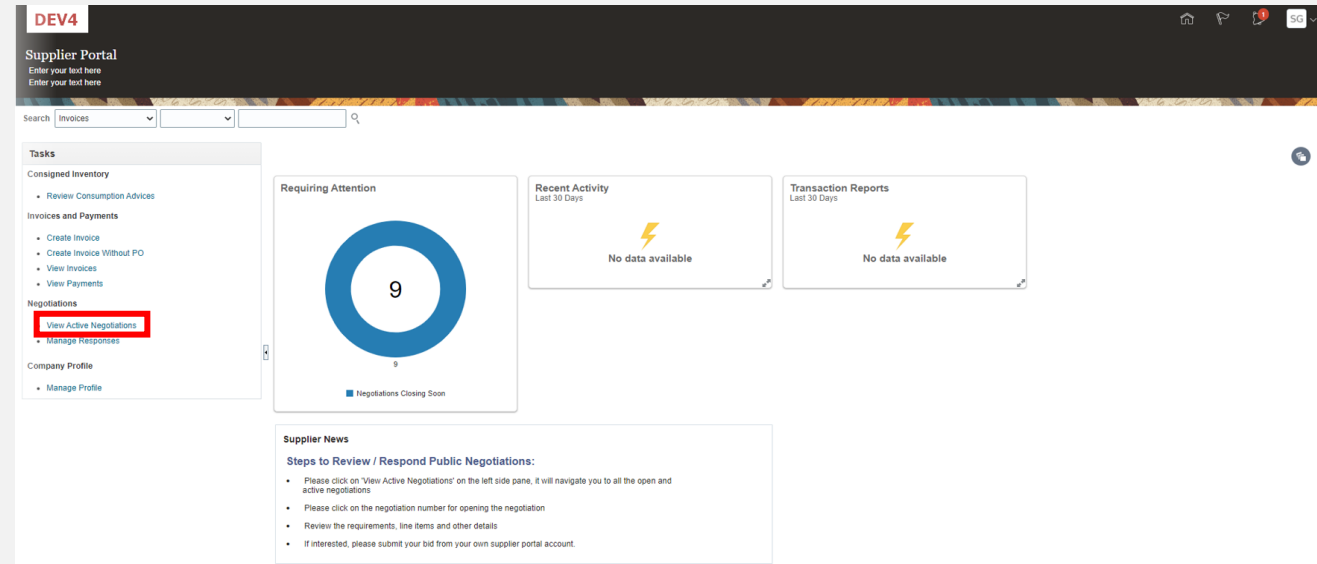 DEV4
1
SG
Supplier Portal
Enter your text here
Enter your text here
Search Invoices
Tasks
Consigned Inventory
Review Consumption Advices
Invoices and Payments
Create Invoice
Create Invoice Without PO
View Invoices
View Payments
Negotiations
View Active Negotiations
Manage Responses
Company Profile
Manage Profile
Requiring Attention
9
9
Negotiations Closing Soon
Recent Activity
Last 30 Days
No data available
Transaction Reports
Last 30 Days
No data available
Supplier News
Steps to Review / Respond Public Negotiations:
Please click on 'View Active Negotiations' on the left side pane, it will navigate you to all the open and
active negotiations
Please click on the negotiation number for opening the negotiation
Review the requirements, line items and other details
If interested, please submit your bid from your own supplier portal account.